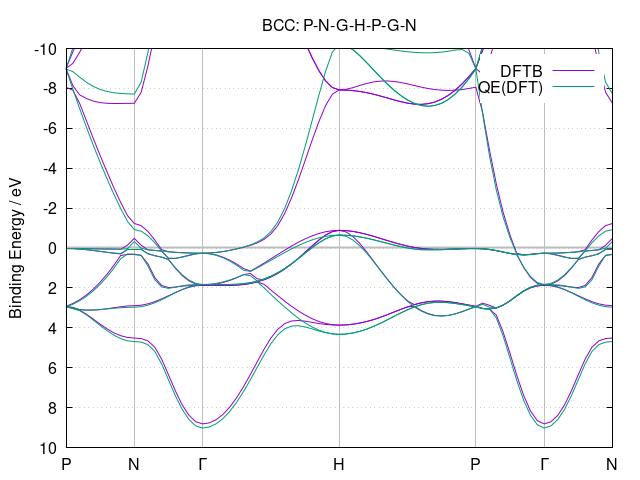 BCC: P-N-G-H-P-G-N
-10
DFTB
-8
QE(DFT)
-6
-4
-2
0
2
4
6
8
10
Binding Energy / eV
P N Γ H P Γ N